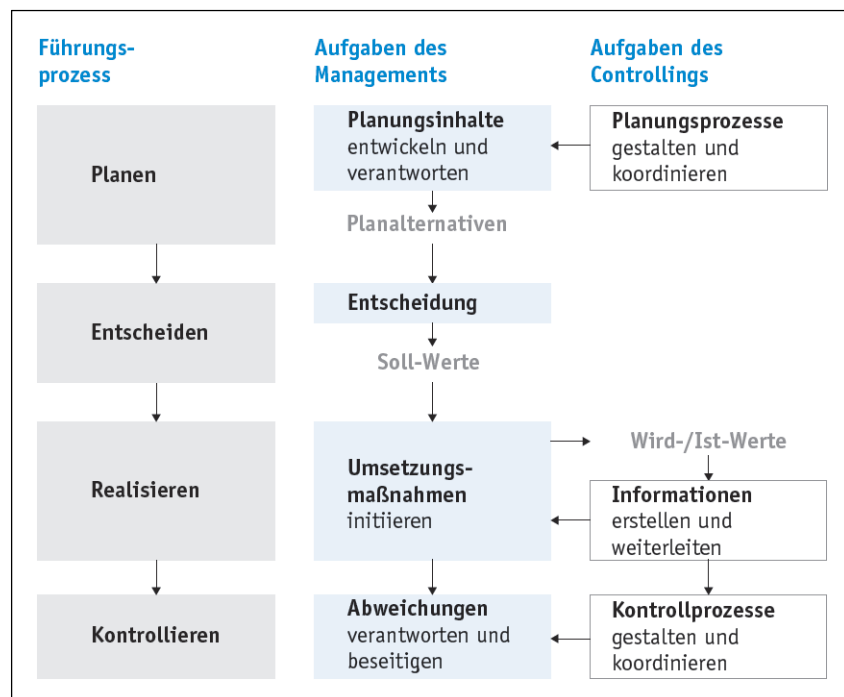 Führungs-
prozess
Aufgaben des
Managements
Aufgaben des
Controllings
Planen
Planungsinhalte
entwickeln und
verantworten
Planungsprozesse
gestalten und
koordinieren
Planalternativen
Entscheiden
Entscheidung
Soll-Werte
Realisieren
Umsetzungs-
maßnahmen
initiieren
Wird-/Ist-Werte
Informationen
erstellen und
weiterleiten
Kontrollieren
Abweichungen
verantworten und
beseitigen
Kontrollprozesse
gestalten und
koordinieren